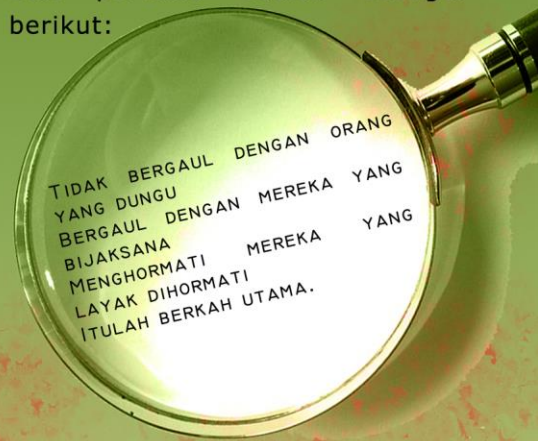 berikut:
TIDAK BERGAUL DENGAN ORANG
YANG DUNGU
BERGAUL DENGAN MEREKA YANG
BIJAKSANA
MENGHORMATI MEREKA YANG
LAYAK DIHORMATI
ITULAH BERKAH UTAMA.